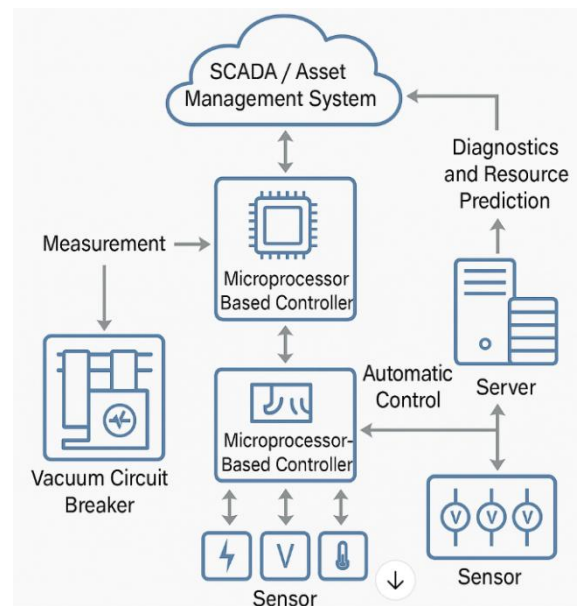 SCADA / Asset
Management System
Diagnostics
and Resource
Prediction
Measurement
Microprocessor
Based Controller
Automatic
Control
Server
Microprocessor-
Based Controller
Vacuum Circuit
Breaker
V
V V V
Sensor
Sensor